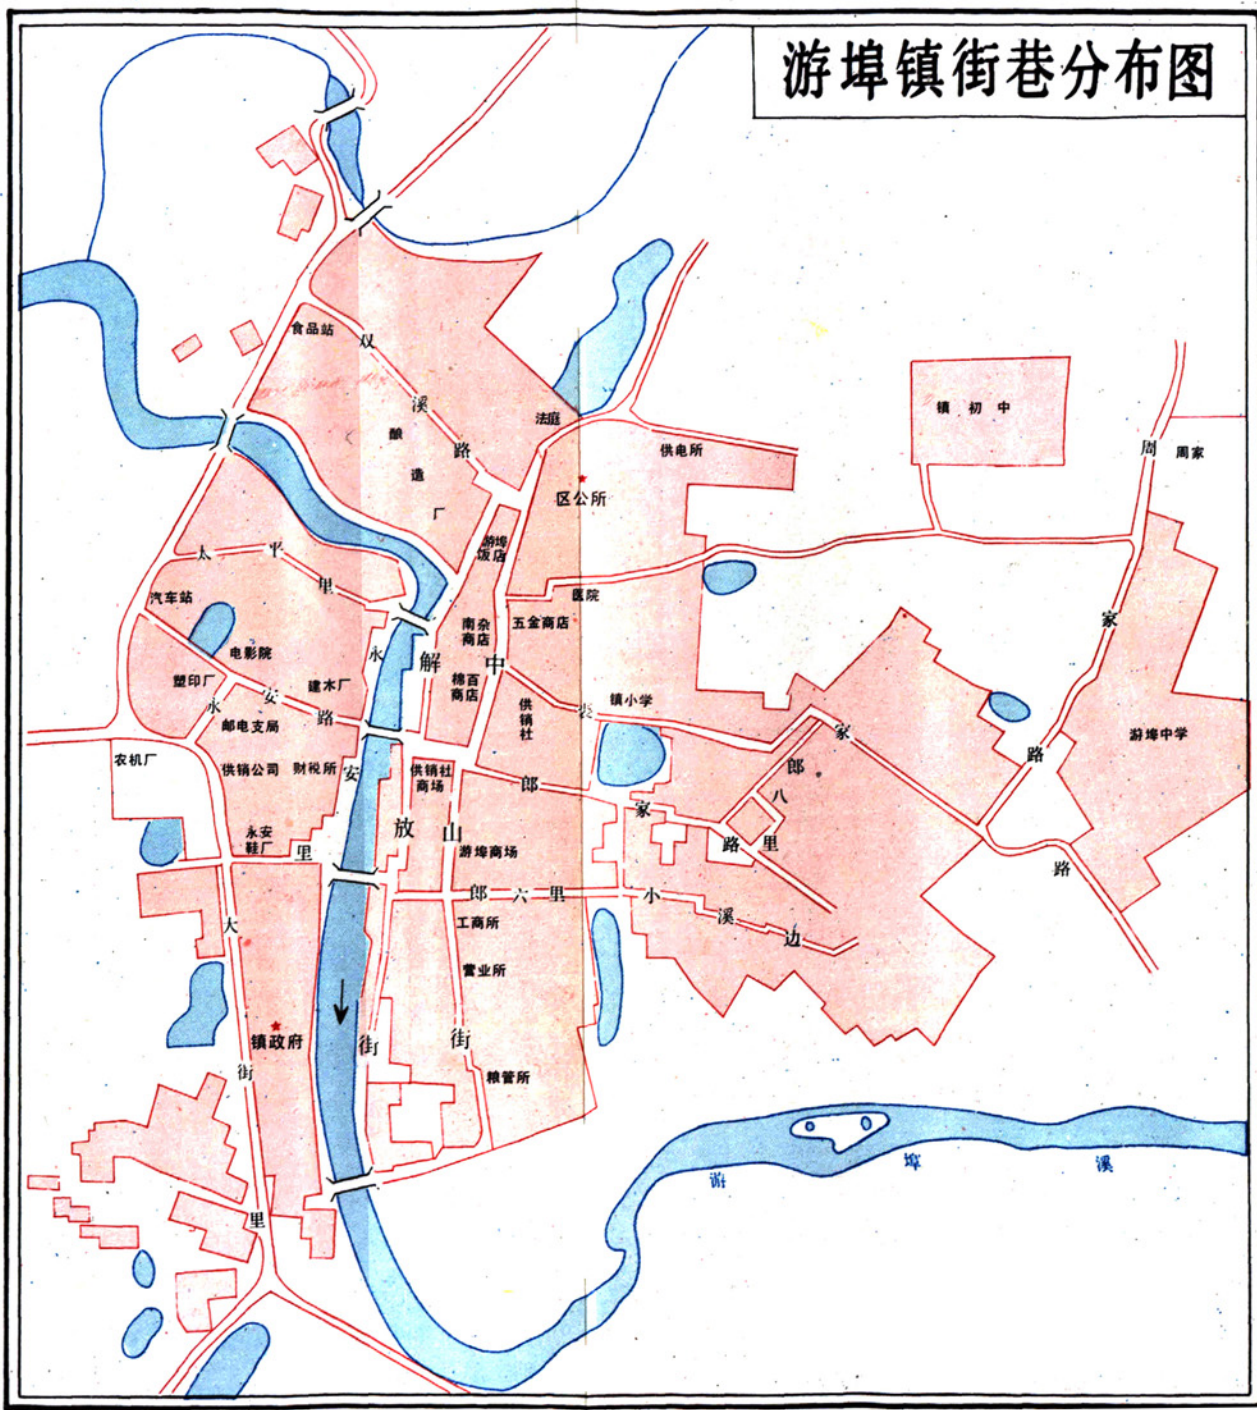 游埠镇街巷分布图
食品站
双溪路
酿造厂
法庭
供电所
区公所
镇初中
周家
周家路
游埠
饭店
太平里
汽车站
医院
五金商店
南杂
商店
电影院
永安里
解放街
中山街
棉百
商店
塑印厂
建木厂
永安路
永
邮电支局
供销社
镇小学
裘家路
游埠中学
农机厂
供销公司
财税所
供销社
商场
郎家路
郎八里
永安
鞋厂
游埠商场
郎六里
小溪边
工商所
营业所
大街里
镇政府
粮管所
游埠溪